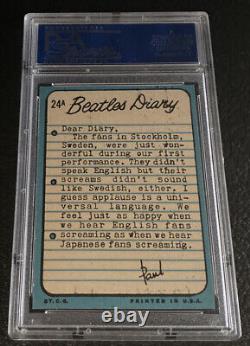 24A
Beatles Diary
Dear Diary,
The fans in Stockholm,
Sweden, were just won-
derful during our first
performance. They didn't
speak English but their
screams didn't sound
like Swedish, either. I
guess applause is a uni-
versal language. We
feel just as happy when
we hear English fans
screaming as when we hear
Japanese fans screaming.
Paul
©T.C.G.
PRINTED IN U.S.A.